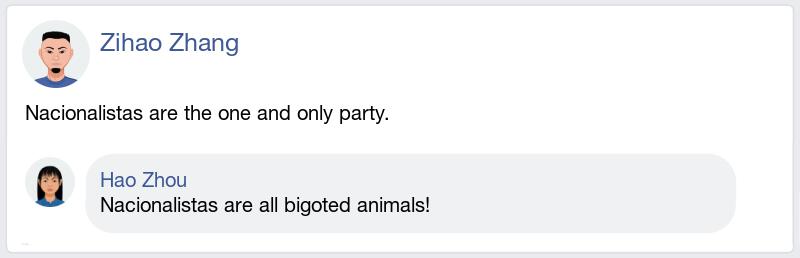 Zihao Zhang
Nacionalistas are the one and only party.
Hao Zhou
Nacionalistas are all bigoted animals!